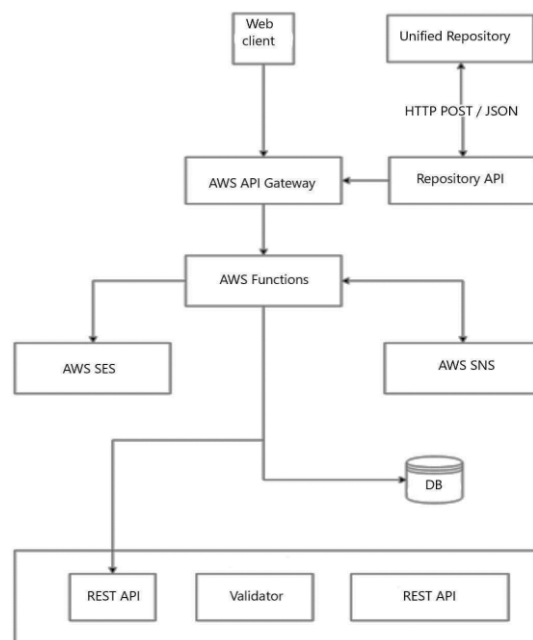 Web
client
Unified Repository
HTTP POST / JSON
AWS API Gateway
Repository API
AWS Functions
AWS SES
AWS SNS
DB
REST API
Validator
REST API